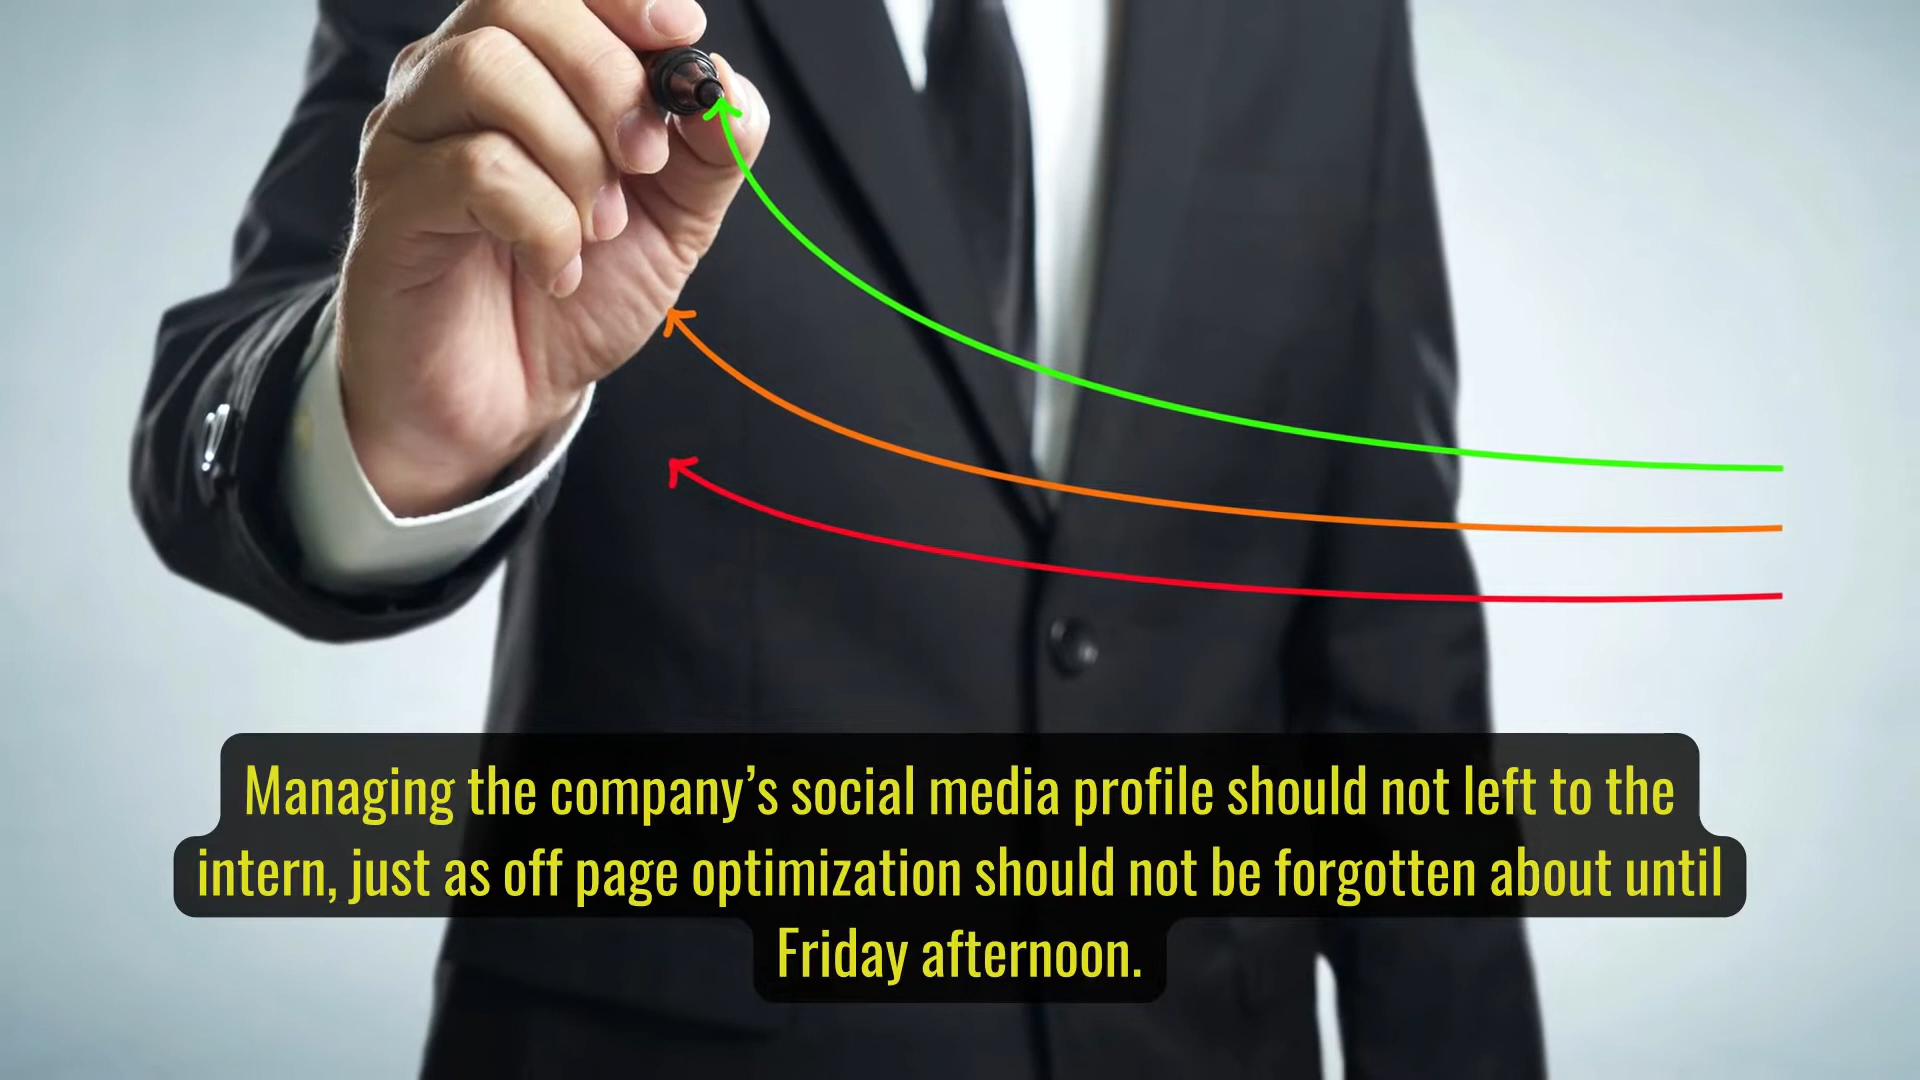 Managing the company’s social media profile should not left to the
intern, just as off page optimization should not be forgotten about until
Friday afternoon.